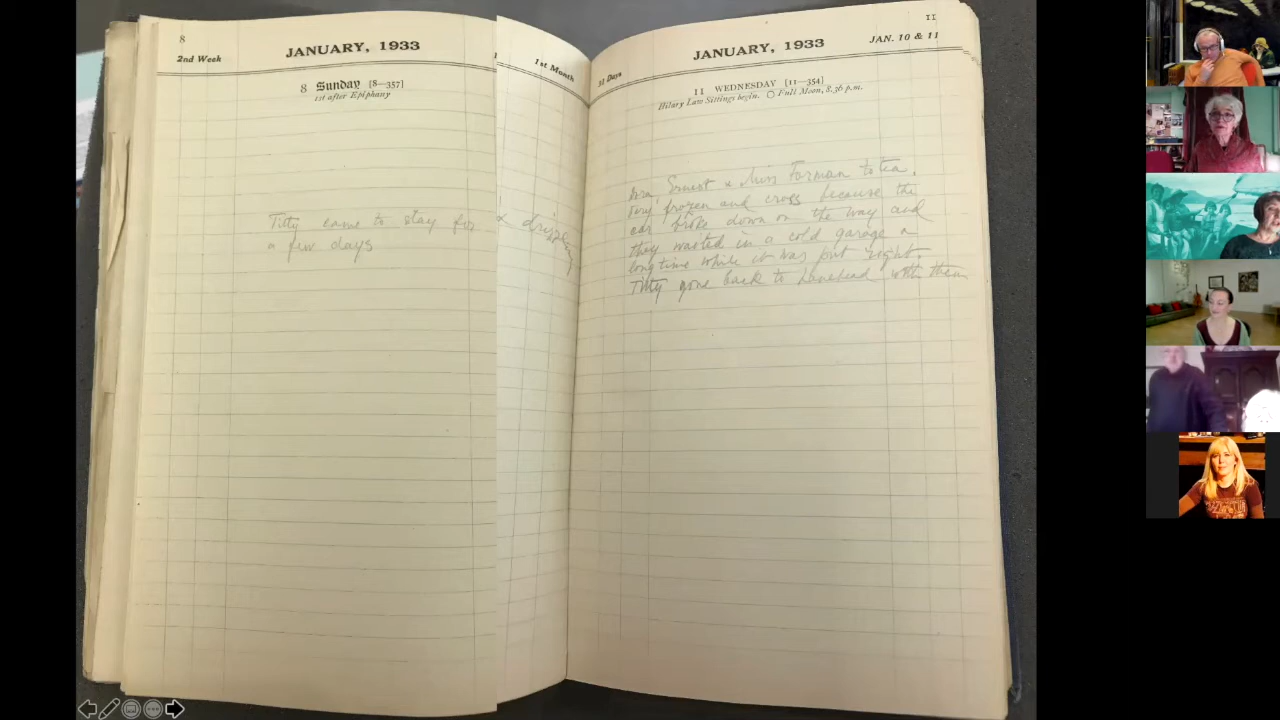 8
2nd Week
JANUARY, 1933
8 Sunday [8—357]
1st after Epiphany
Titty came to stay for
a few days
1st Month
& drizzling
11
31 Days
JANUARY, 1933
JAN. 10 & 11
11 WEDNESDAY [11—354]
Hilary Law Sittings begin. ○ Full Moon, 8.36 p.m.
Dora, Ernest & Miss Forman to tea.
Very frozen and cross because the
car broke down on the way and
they waited in a cold garage a
long time while it was put right.
Titty gone back to Lanehead with them